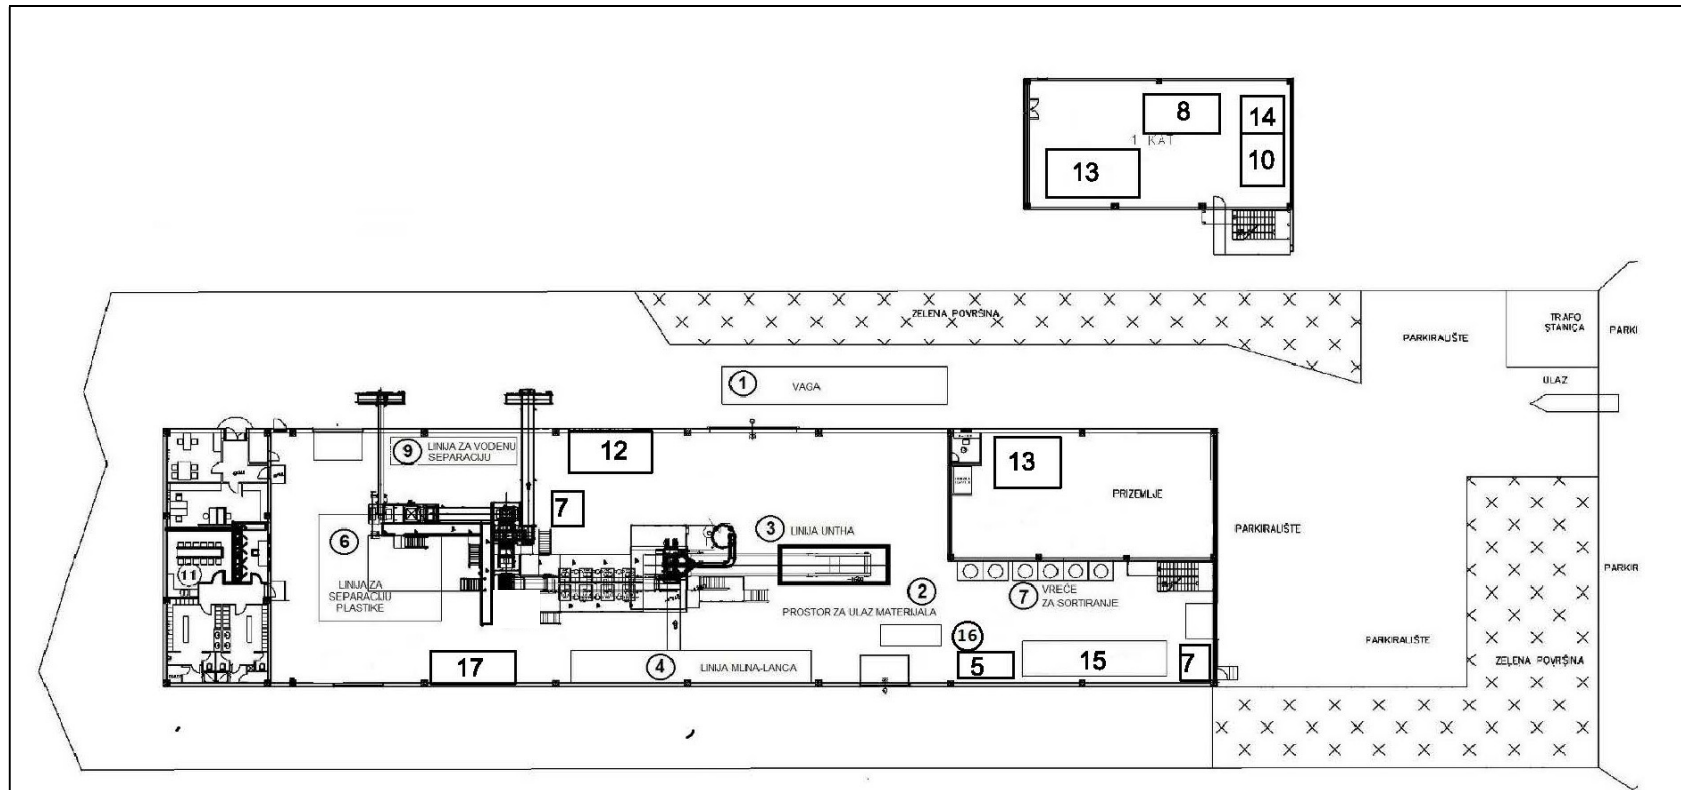 8
14
1 KAT
10
13
ZELENA POVRŠINA
TRAFO
STANICA
PARKIRALIŠTE
PARKI
ULAZ
1
VAGA
9
LINIJA ZA VODENU
SEPARACIJU
12
13
PRIZEMLJE
7
3
LINIJA UNTHA
PARKIRALIŠTE
6
11
LINIJA ZA
SEPARACIJU
PLASTIKE
2
PROSTOR ZA ULAZ MATERIJALA
7
VREĆE
ZA SORTIRANJE
PARKIR
16
PARKIRALIŠTE
17
4
LINIJA MLINA-LANCA
5
15
7
ZELENA POVRŠINA